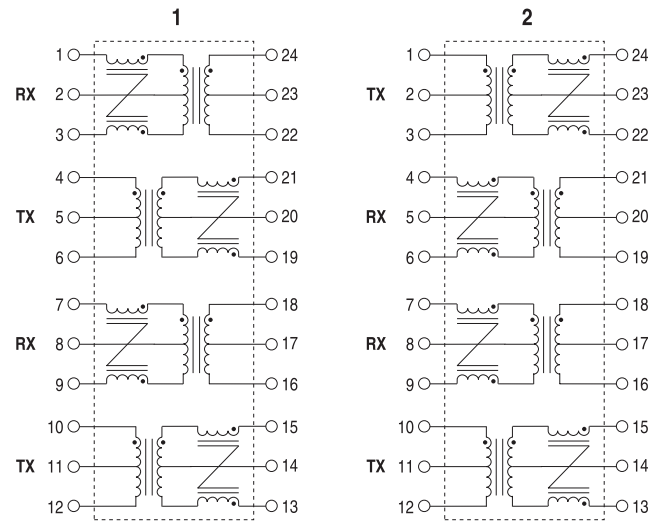 1 2
1 24 1 24
RX 2 23 TX 2 23
3 22 3 22
4 21 4 21
TX 5 20 RX 5 20
6 19 6 19
7 18 7 18
RX 8 17 RX 8 17
9 16 9 16
10 15 10 15
TX 11 14 TX 11 14
12 13 12 13